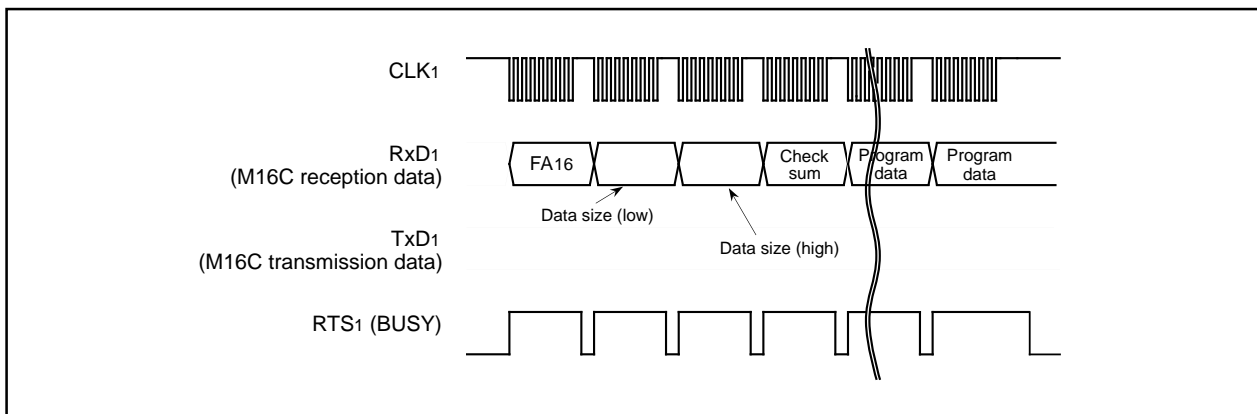 CLK1
RxD1
(M16C reception data)
FA16
Check
sum
Program
data
Program
data
Data size (low)
Data size (high)
TxD1
(M16C transmission data)
RTS1 (BUSY)